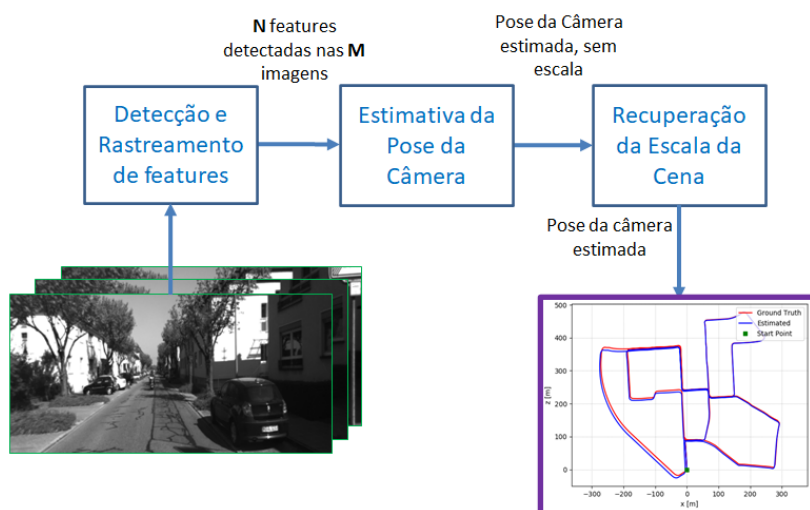 N features
detectadas nas M
imagens
Pose da Câmera
estimada, sem
escala
Detecção e
Rastreamento
de features
Estimativa da
Pose da
Câmera
Recuperação
da Escala da
Cena
Pose da câmera
estimada
Ground Truth
Estimated
Start Point
500
400
300
200
100
0
z [m]
−300
−200
−100
0
100
200
300
x [m]